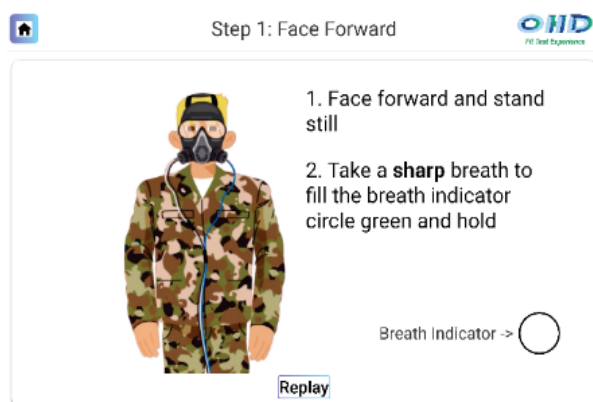 Step 1: Face Forward
OHD
Fit Test Experience
1. Face forward and stand
still
2. Take a sharp breath to
fill the breath indicator
circle green and hold
Breath Indicator ->
Replay